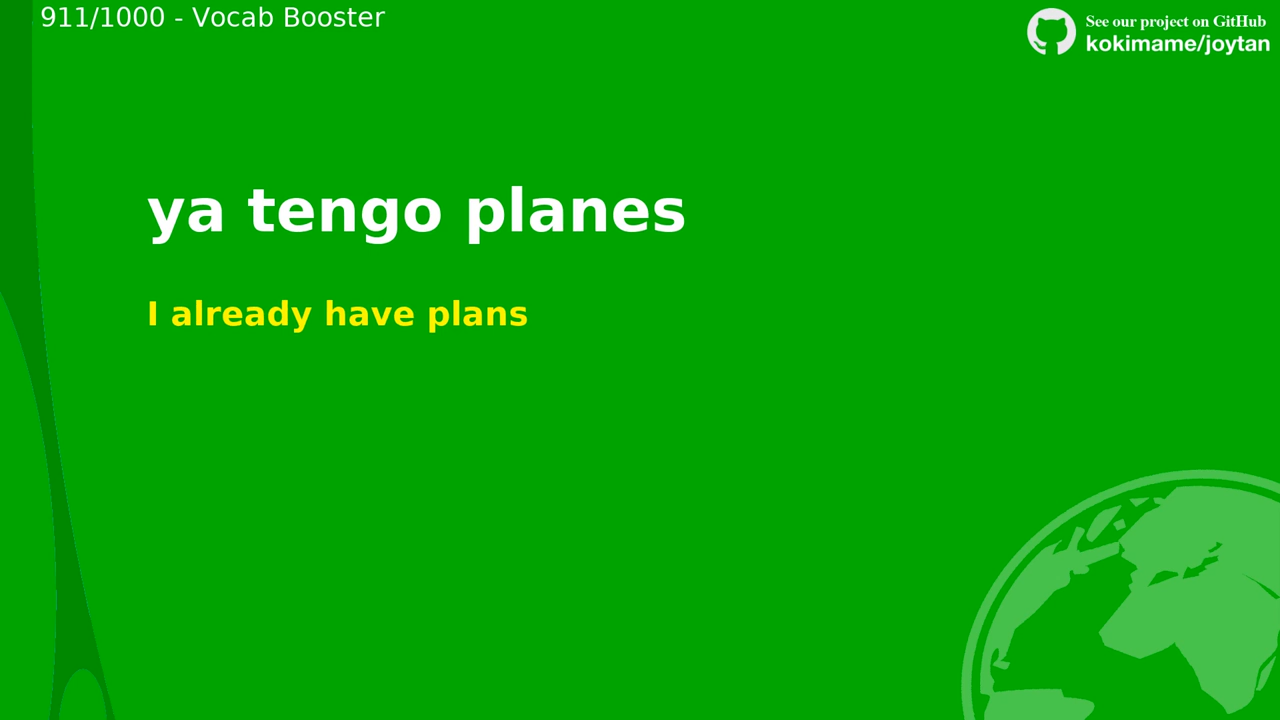 911/1000 - Vocab Booster
See our project on GitHub
kokimame/joytan
ya tengo planes
I already have plans